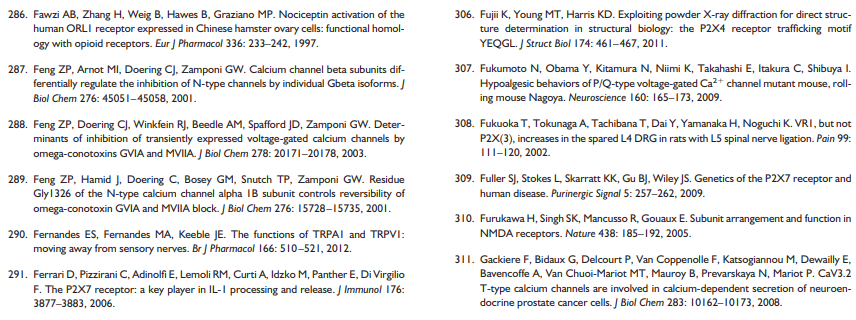 286. Fawzi AB, Zhang H, Weig B, Hawes B, Graziano MP. Nociceptin activation of the
human ORL1 receptor expressed in Chinese hamster ovary cells: functional homol-
ogy with opioid receptors. Eur J Pharmacol 336: 233–242, 1997.
287. Feng ZP, Arnot MI, Doering CJ, Zamponi GW. Calcium channel beta subunits dif-
ferentially regulate the inhibition of N-type channels by individual Gbeta isoforms. J
Biol Chem 276: 45051–45058, 2001.
288. Feng ZP, Doering CJ, Winkfein RJ, Beedle AM, Spafford JD, Zamponi GW. Deter-
minants of inhibition of transiently expressed voltage-gated calcium channels by
omega-conotoxins GVIA and MVIIA. J Biol Chem 278: 20171–20178, 2003.
289. Feng ZP, Hamid J, Doering C, Bosey GM, Snutch TP, Zamponi GW. Residue
Gly1326 of the N-type calcium channel alpha 1B subunit controls reversibility of
omega-conotoxin GVIA and MVIIA block. J Biol Chem 276: 15728–15735, 2001.
290. Fernandes ES, Fernandes MA, Keeble JE. The functions of TRPA1 and TRPV1:
moving away from sensory nerves. Br J Pharmacol 166: 510–521, 2012.
291. Ferrari D, Pizzirani C, Adinolfi E, Lemoli RM, Curti A, Idzko M, Panther E, Di Virgilio
F. The P2X7 receptor: a key player in IL-1 processing and release. J Immunol 176:
3877–3883, 2006.
306. Fujii K, Young MT, Harris KD. Exploiting powder X-ray diffraction for direct struc-
ture determination in structural biology: the P2X4 receptor trafficking motif
YEQGL. J Struct Biol 174: 461–467, 2011.
307. Fukumoto N, Obama Y, Kitamura N, Niimi K, Takahashi E, Itakura C, Shibuya I.
Hypoalgesic behaviors of P/Q-type voltage-gated Ca2+ channel mutant mouse, roll-
ing mouse Nagoya. Neuroscience 160: 165–173, 2009.
308. Fukuoka T, Tokunaga A, Tachibana T, Dai Y, Yamanaka H, Noguchi K. VR1, but not
P2X(3), increases in the spared L4 DRG in rats with L5 spinal nerve ligation. Pain 99:
111–120, 2002.
309. Fuller SJ, Stokes L, Skarratt KK, Gu BJ, Wiley JS. Genetics of the P2X7 receptor and
human disease. Purinergic Signal 5: 257–262, 2009.
310. Furukawa H, Singh SK, Mancusso R, Gouaux E. Subunit arrangement and function in
NMDA receptors. Nature 438: 185–192, 2005.
311. Gackiere F, Bidaux G, Delcourt P, Van Coppenolle F, Katsogiannou M, Dewailly E,
Bavencoffe A, Van Chuoi-Mariot MT, Mauroy B, Prevarskaya N, Mariot P. CaV3.2
T-type calcium channels are involved in calcium-dependent secretion of neuroen-
docrine prostate cancer cells. J Biol Chem 283: 10162–10173, 2008.